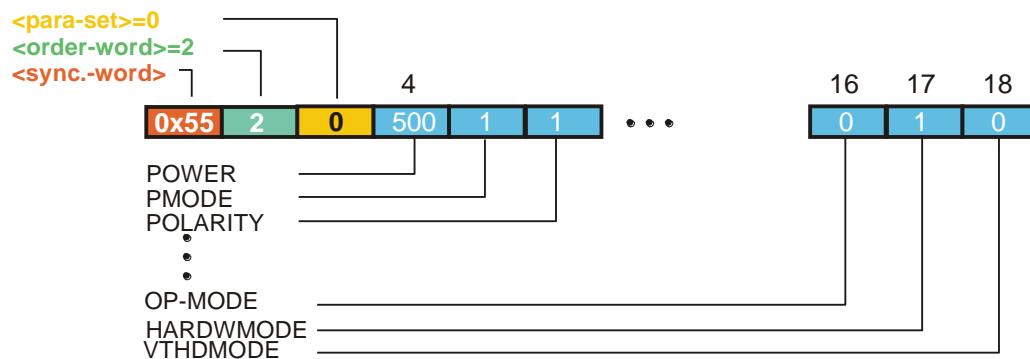 <para-set>=0
<order-word>=2
<sync.-word>
4 16 17 18
0x55 2 0 500 1 1 • • • 0 1 0
POWER
PMODE
POLARITY
OP-MODE
HARDWMODE
VTHDMODE